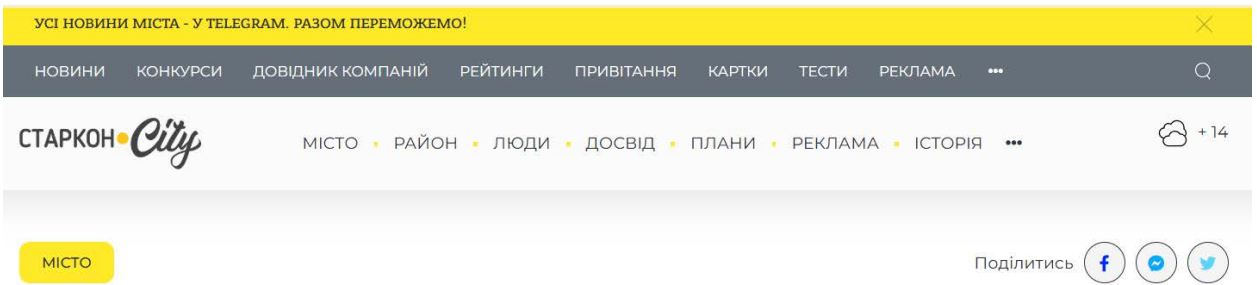 УСІ НОВИНИ МІСТА - У TELEGRAM. РАЗОМ ПЕРЕМОЖЕМО!
НОВИНИ КОНКУРСИ ДОВІДНИК КОМПАНІЙ РЕЙТИНГИ ПРИВІТАННЯ КАРТКИ ТЕСТИ РЕКЛАМА •••
СТАРКОН•City МІСТО • РАЙОН • ЛЮДИ • ДОСВІД • ПЛАНИ • РЕКЛАМА • ІСТОРІЯ ••• +14
МІСТО Поділитись